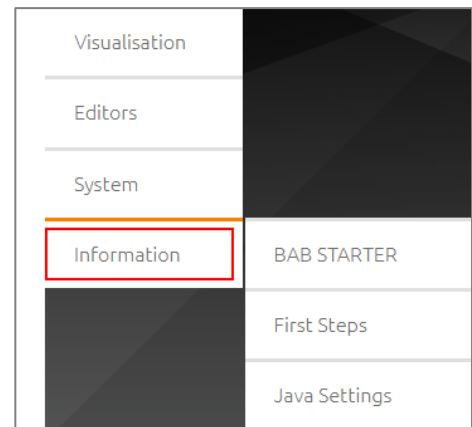 Visualisation
Editors
System
Information
BAB STARTER
First Steps
Java Settings